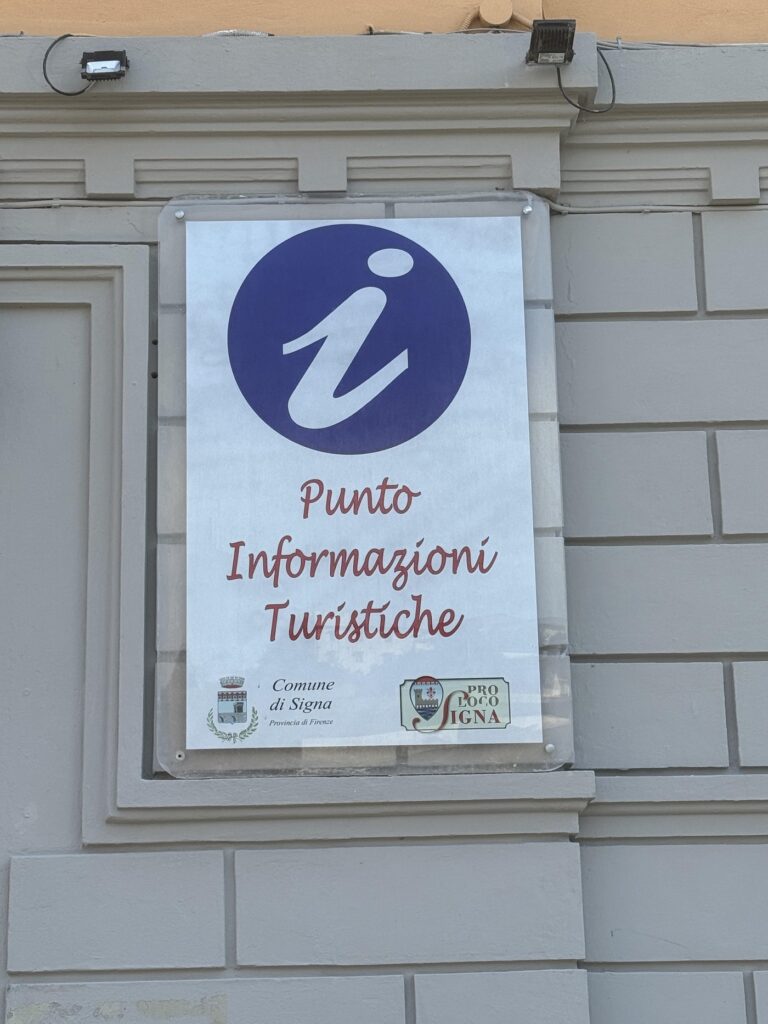 i
Punto
Informazioni
Turistiche
Comune
di Signa
Provincia di Firenze
PRO
LOCO
SIGNA